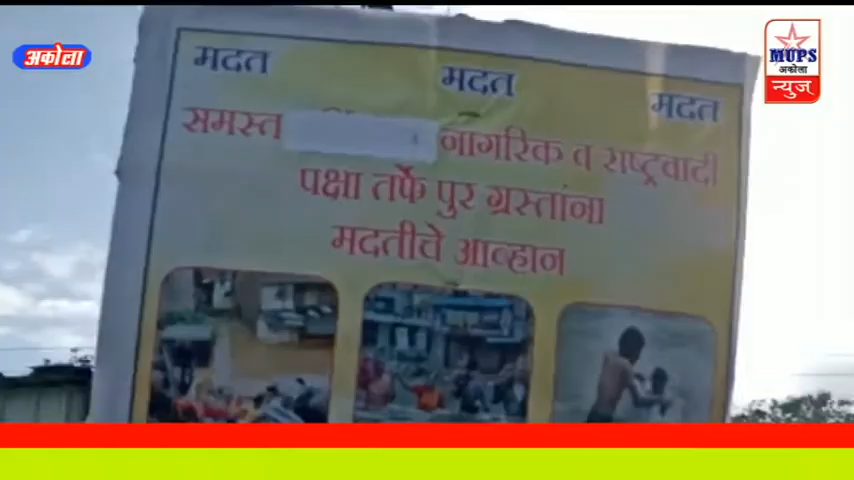 अकोला
MUPS
अकोला
न्युज्
मदत मदत मदत
समस्त नागरिक व राष्ट्रवादी
पक्षा तर्फे पुर ग्रस्तांना
मदतीचे आव्हान